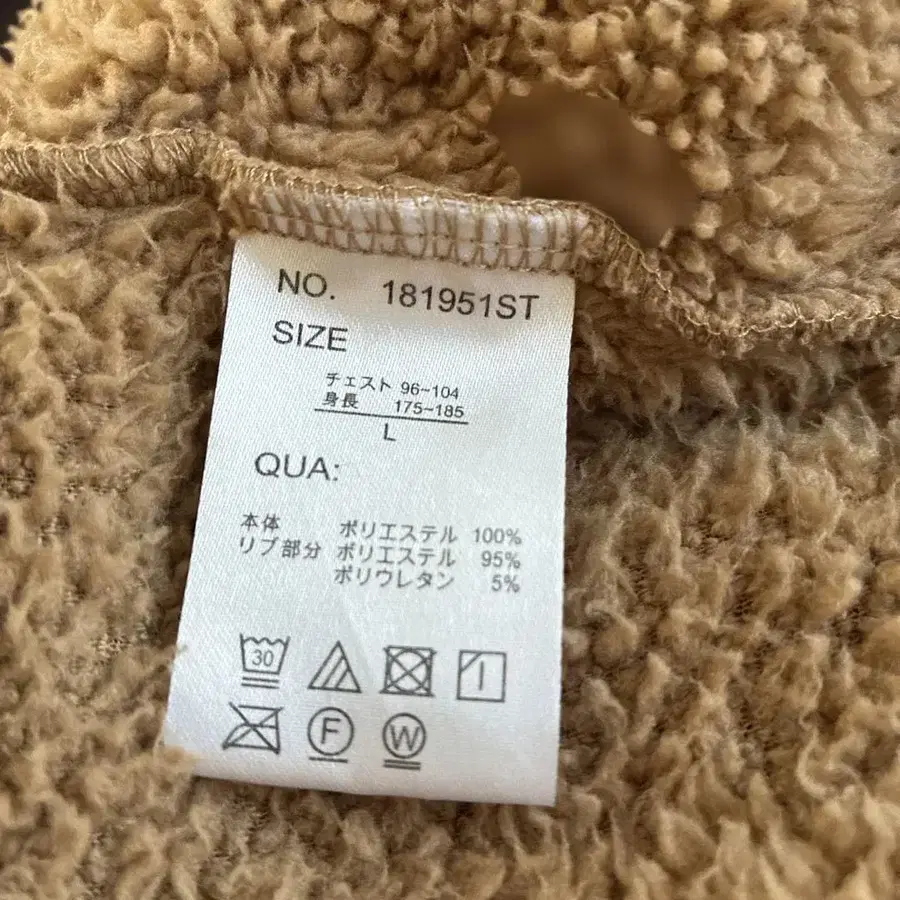 NO. 181951ST
SIZE
チェスト 96~104
身長 175~185
L
QUA:
本体 ポリエステル 100%
リブ部分 ポリエステル 95%
ポリウレタン 5%
30
F
W